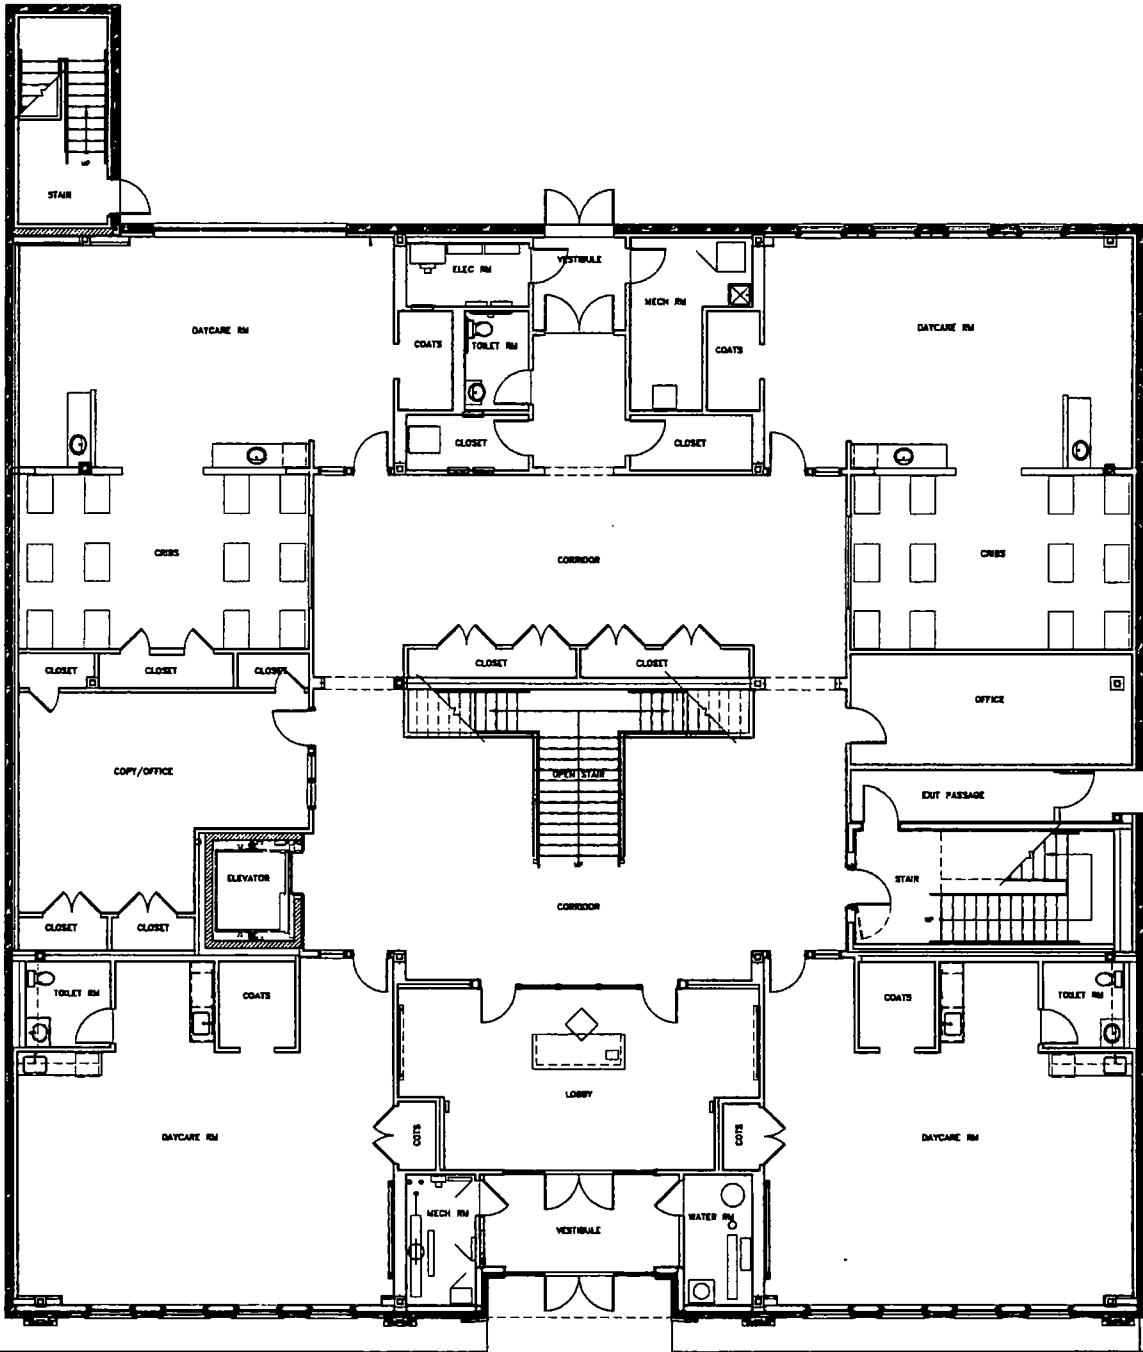 UP
STAIR
VESTIBULE
ELEC RM
MECH RM
DAYCARE RM
DAYCARE RM
COATS
TOILET RM
COATS
CLOSET
CLOSET
CRIBS
CORRIDOR
CRIBS
CLOSET
CLOSET
CLOSET
CLOSET
CLOSET
OFFICE
COPY/OFFICE
OPEN STAIR
EXIT PASSAGE
UP
ELEVATOR
STAIR
CORRIDOR
UP
CLOSET
CLOSET
TOILET RM
COATS
COATS
TOILET RM
LOBBY
DAYCARE RM
COTS
COTS
DAYCARE RM
MECH RM
WATER RM
VESTIBULE